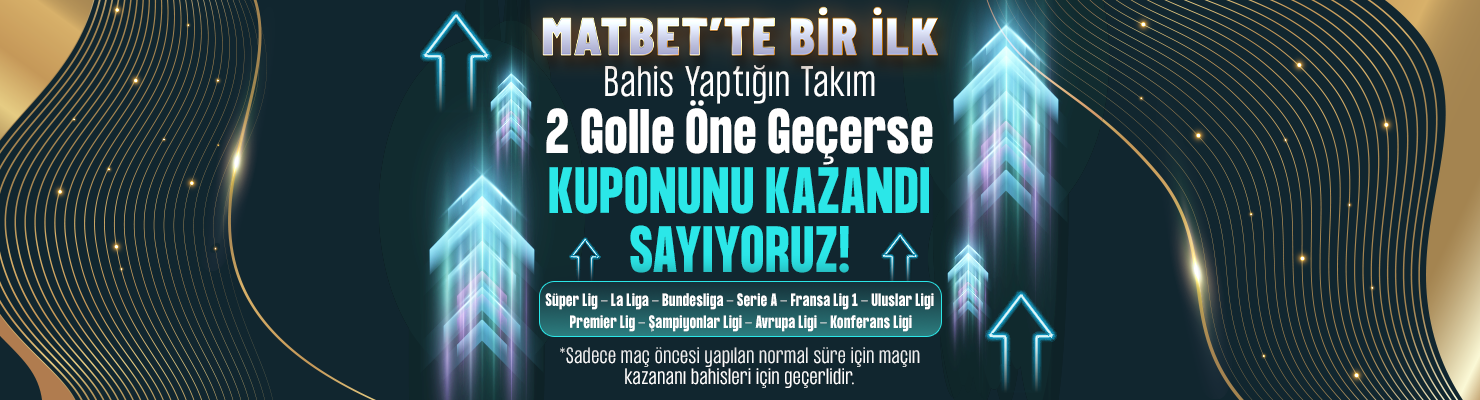 MATBET'TE BİR İLK
Bahis Yaptığın Takım
2 Golle Öne Geçerse
KUPONUNU KAZANDI
SAYIYORUZ!
Süper Lig – La Liga – Bundesliga – Serie A – Fransa Lig 1 – Uluslar Ligi
Premier Lig – Şampiyonlar Ligi – Avrupa Ligi – Konferans Ligi
*Sadece maç öncesi yapılan normal süre için maçın
kazananı bahisleri için geçerlidir.